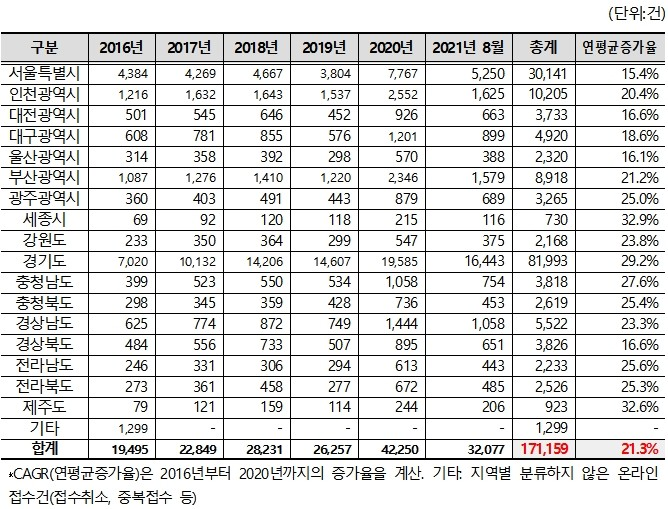 (단위:건)
구분 2016년 2017년 2018년 2019년 2020년 2021년 8월 총계 연평균증가율
서울특별시 4,384 4,269 4,667 3,804 7,767 5,250 30,141 15.4%
인천광역시 1,216 1,632 1,643 1,537 2,552 1,625 10,205 20.4%
대전광역시 501 545 646 452 926 663 3,733 16.6%
대구광역시 608 781 855 576 1,201 899 4,920 18.6%
울산광역시 314 358 392 298 570 388 2,320 16.1%
부산광역시 1,087 1,276 1,410 1,220 2,346 1,579 8,918 21.2%
광주광역시 360 403 491 443 879 689 3,265 25.0%
세종시 69 92 120 118 215 116 730 32.9%
강원도 233 350 364 299 547 375 2,168 23.8%
경기도 7,020 10,132 14,206 14,607 19,585 16,443 81,993 29.2%
충청남도 399 523 550 534 1,058 754 3,818 27.6%
충청북도 298 345 359 428 736 453 2,619 25.4%
경상남도 625 774 872 749 1,444 1,058 5,522 23.3%
경상북도 484 556 733 507 895 651 3,826 16.6%
전라남도 246 331 306 294 613 443 2,233 25.6%
전라북도 273 361 458 277 672 485 2,526 25.3%
제주도 79 121 159 114 244 206 923 32.6%
기타 1,299 - - - - - 1,299 -
합계 19,495 22,849 28,231 26,257 42,250 32,077 171,159 21.3%
*CAGR(연평균증가율)은 2016년부터 2020년까지의 증가율을 계산. 기타: 지역별 분류하지 않은 온라인
접수건(접수취소, 중복접수 등)